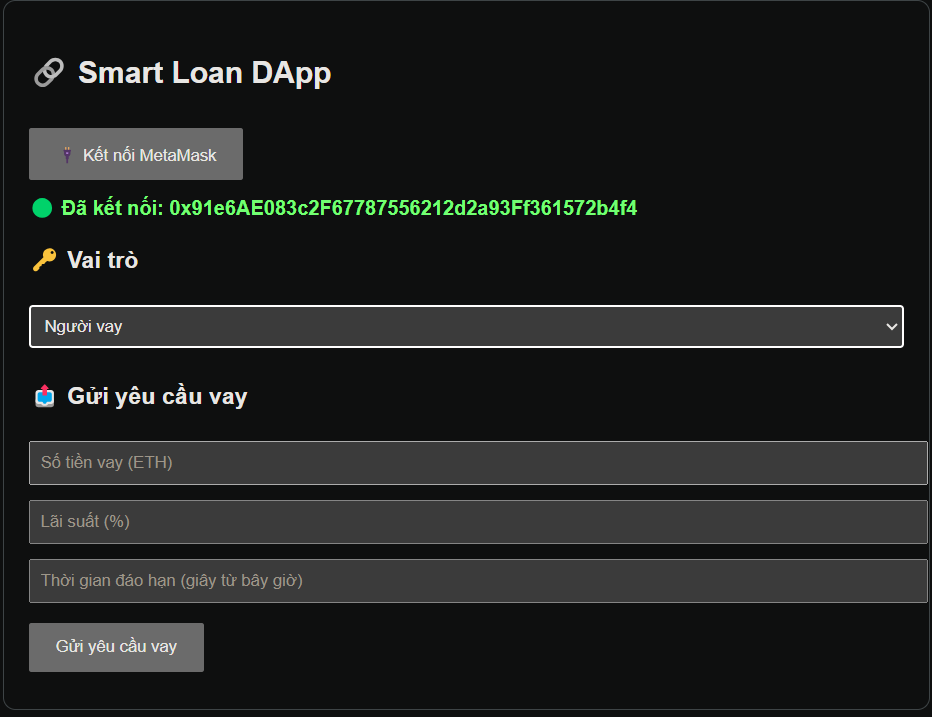 Smart Loan DApp
Kết nối MetaMask
Đã kết nối: 0x91e6AE083c2F67787556212d2a93Ff361572b4f4
Vai trò
Người vay
Gửi yêu cầu vay
Số tiền vay (ETH)
Lãi suất (%)
Thời gian đáo hạn (giây từ bây giờ)
Gửi yêu cầu vay